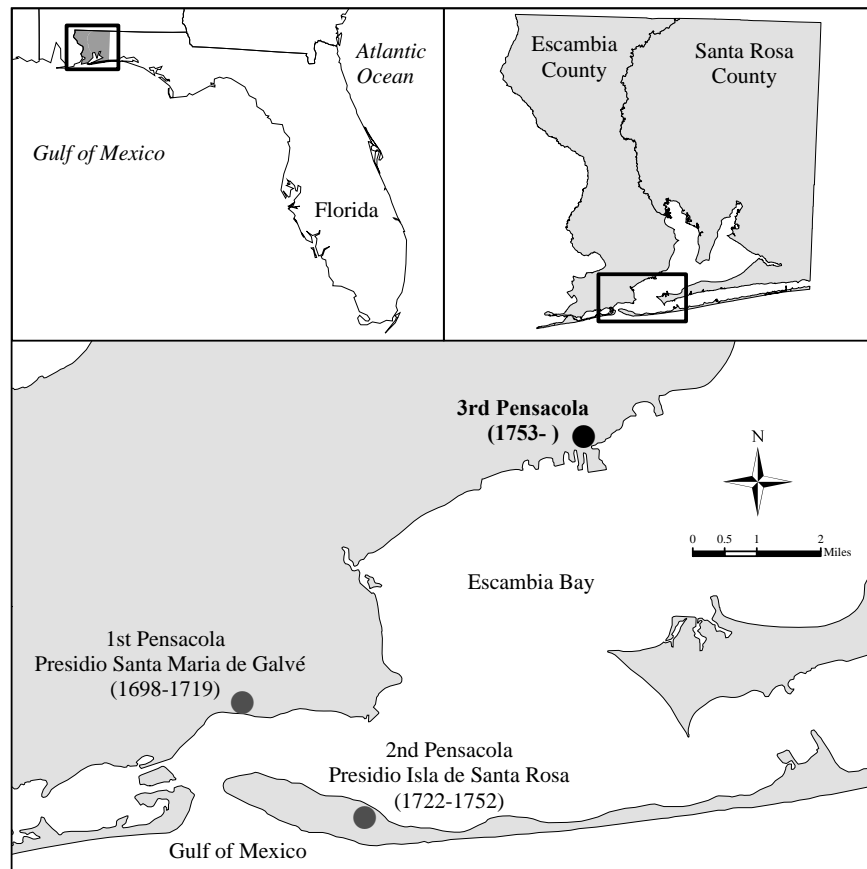 Atlantic
Ocean
Gulf of Mexico
Florida
Escambia
County
Santa Rosa
County
3rd Pensacola
(1753- )
N
0 0.5 1 2
Miles
Escambia Bay
1st Pensacola
Presidio Santa Maria de Galvé
(1698-1719)
2nd Pensacola
Presidio Isla de Santa Rosa
(1722-1752)
Gulf of Mexico